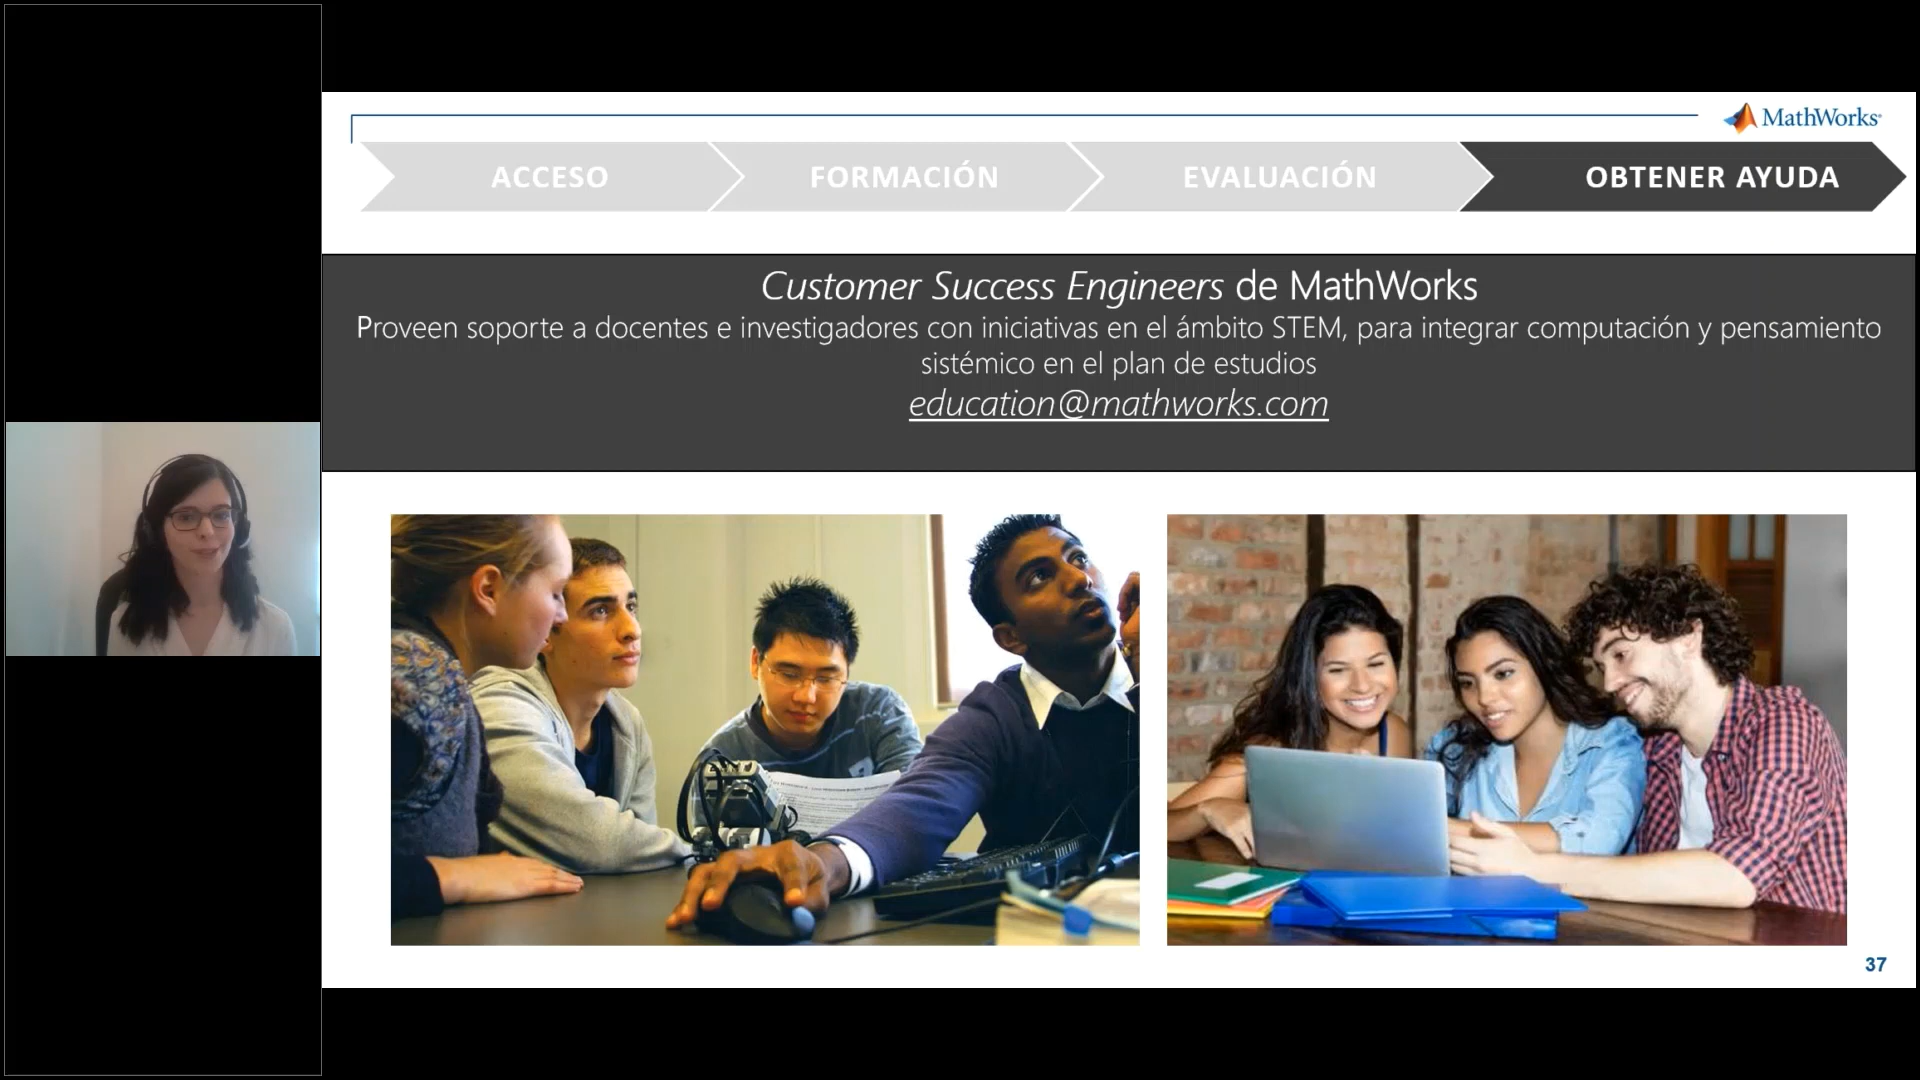 MathWorks®
ACCESO
FORMACIÓN
EVALUACIÓN
OBTENER AYUDA
Customer Success Engineers de MathWorks
Proveen soporte a docentes e investigadores con iniciativas en el ámbito STEM, para integrar computación y pensamiento
sistémico en el plan de estudios
education@mathworks.com
37